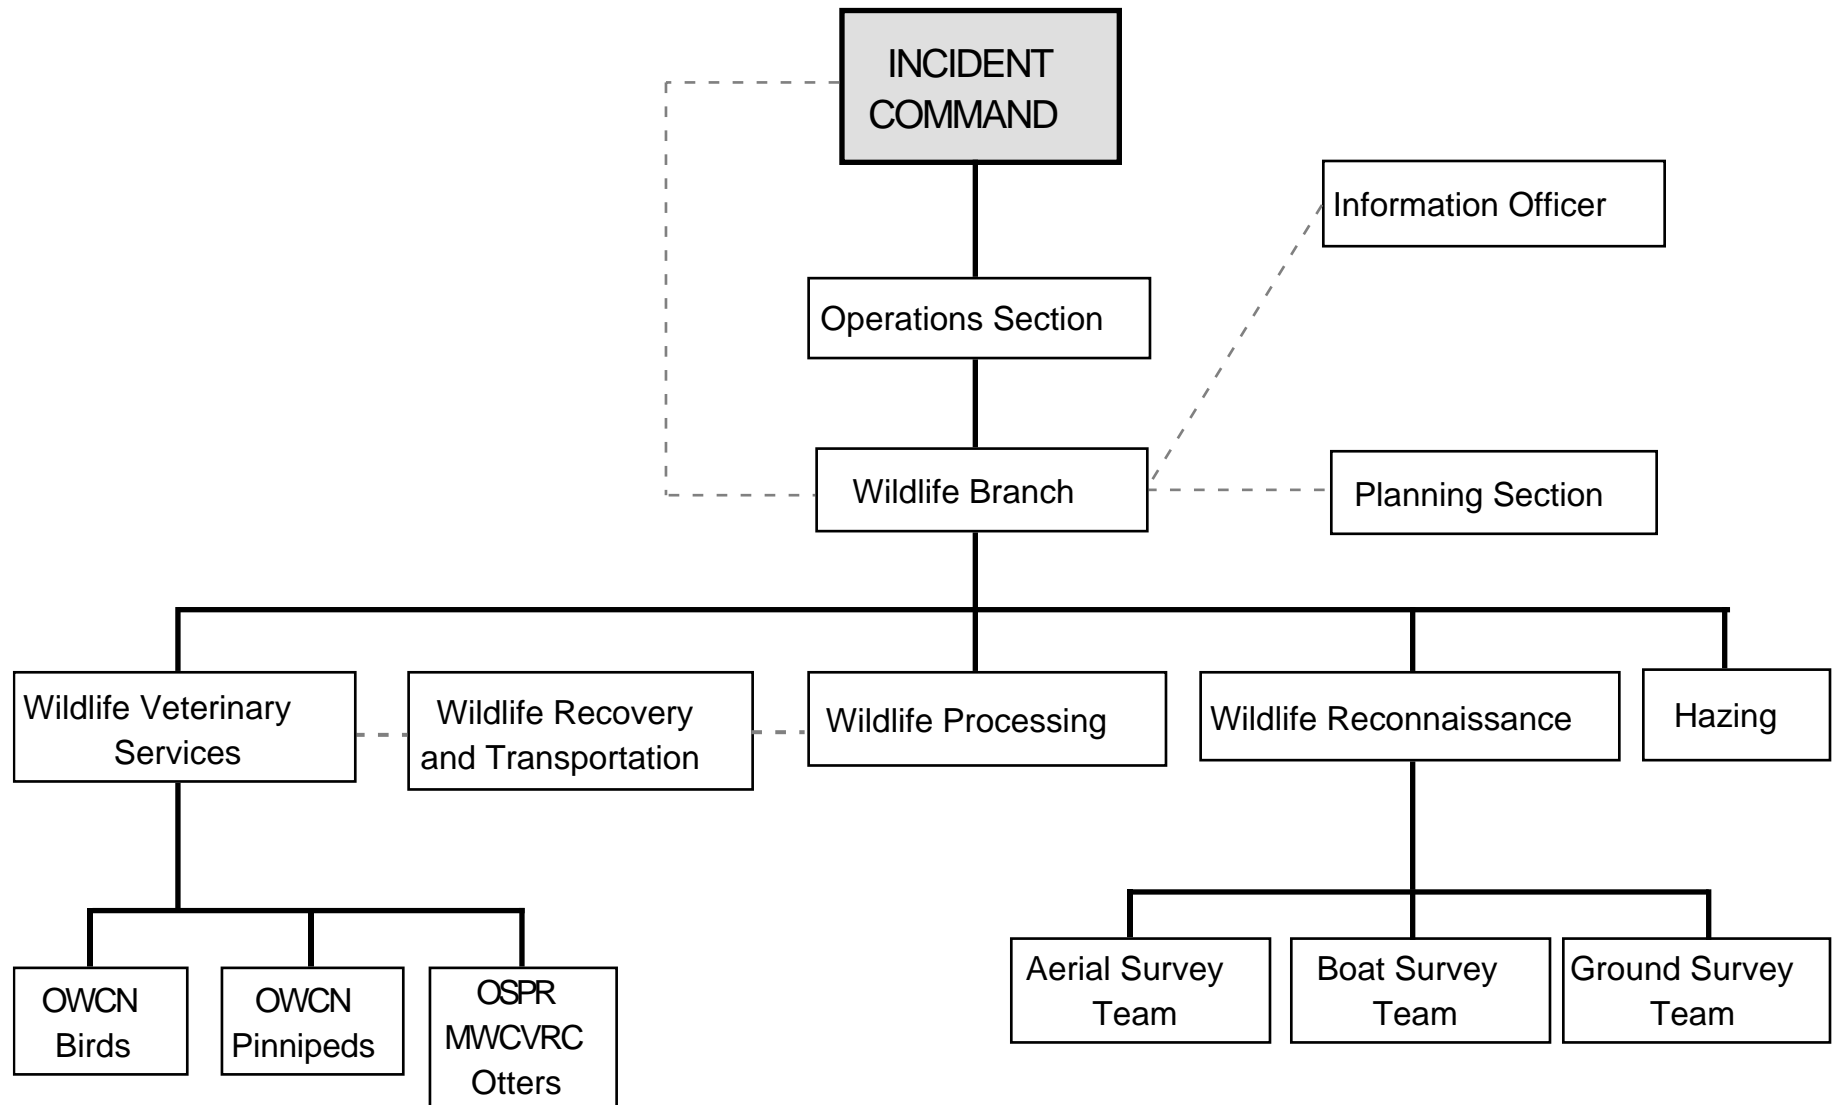 INCIDENT
COMMAND
Information Officer
Operations Section
Wildlife Branch
Planning Section
Wildlife Veterinary
Services
Wildlife Recovery
and Transportation
Wildlife Processing
Wildlife Reconnaissance
Hazing
OWCN
Birds
OWCN
Pinnipeds
OSPR
MWCVRC
Otters
Aerial Survey
Team
Boat Survey
Team
Ground Survey
Team